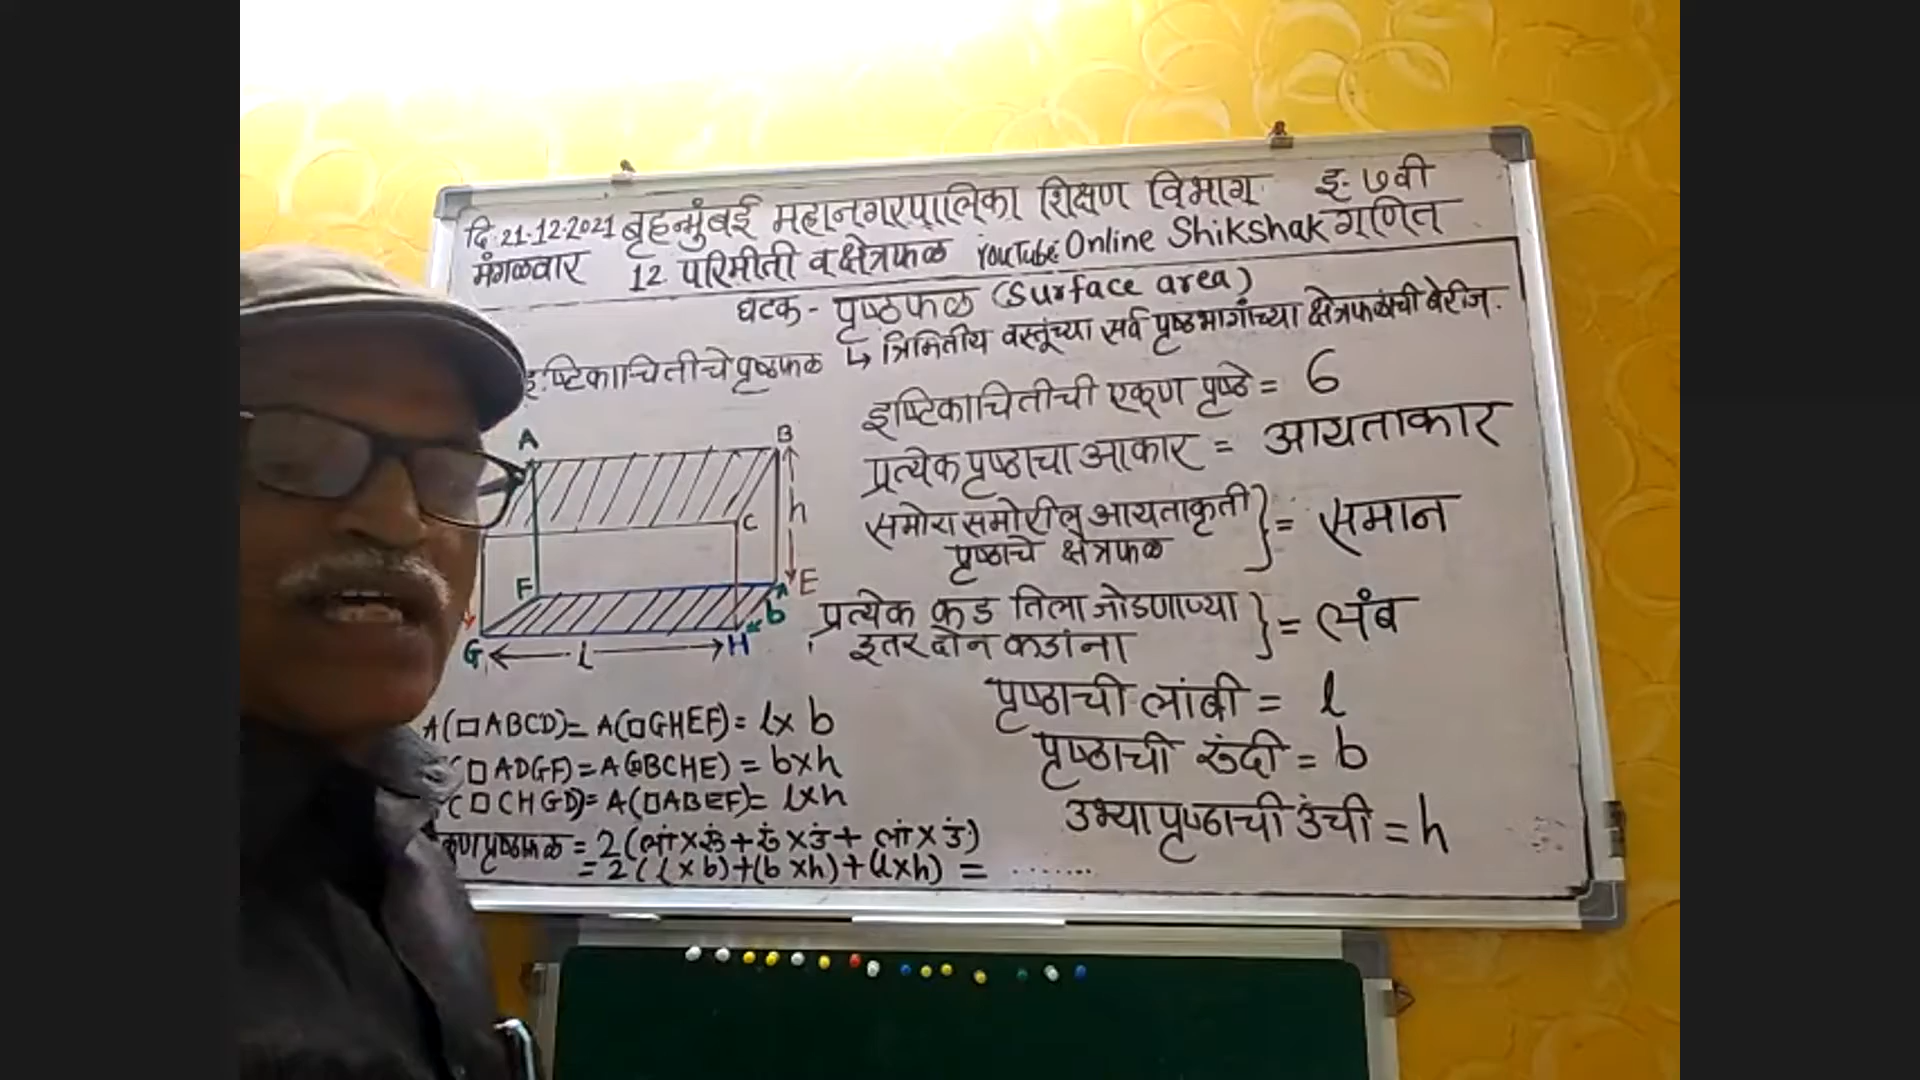 दि. 21.12.2021 बृहन्मुंबई महानगरपालिका शिक्षण विभाग इ. ७वी
मंगळवार 12. परिमीती व क्षेत्रफळ YouTube: Online Shikshak गणित
घटक - पृष्ठफळ (Surface area)
↳ त्रिमितीय वस्तूंच्या सर्व पृष्ठभागांच्या क्षेत्रफळांची बेरीज.
इष्टिकाचितीचे पृष्ठफळ
इष्टिकाचितीची एकूण पृष्ठे = 6
प्रत्येक पृष्ठाचा आकार = आयताकार
समोरासमोरील आयताकृती
पृष्ठाचे क्षेत्रफळ } = समान
प्रत्येक कड तिला जोडणाऱ्या
इतर दोन कडांना } = लंब
पृष्ठाची लांबी = l
पृष्ठाची रुंदी = b
उभ्या पृष्ठाची उंची = h
A B
C h
F E
b
G l H
A(□ABCD)= A(□GHEF)= l× b
(□ADGF)=A(□BCHE) = b×h
(□CHGD)= A(□ABEF)= l×h
पृष्ठफळ = 2(लां×रुं+रुं×उं+ लां×उं)
= 2((l×b)+(b×h)+(l×h) = .......